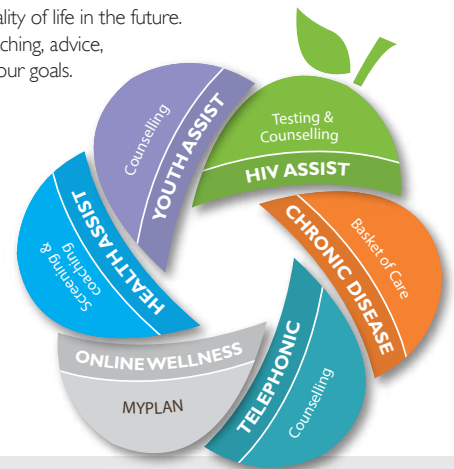 ality of life in the future.
ching, advice,
our goals.
Testing &
Counselling
HIV ASSIST
Basket of Care
CHRONIC DISEASE
Counselling
TELEPHONIC
ONLINE WELLNESS
MYPLAN
Screening &
coaching
HEALTH ASSIST
Counselling
YOUTH ASSIST